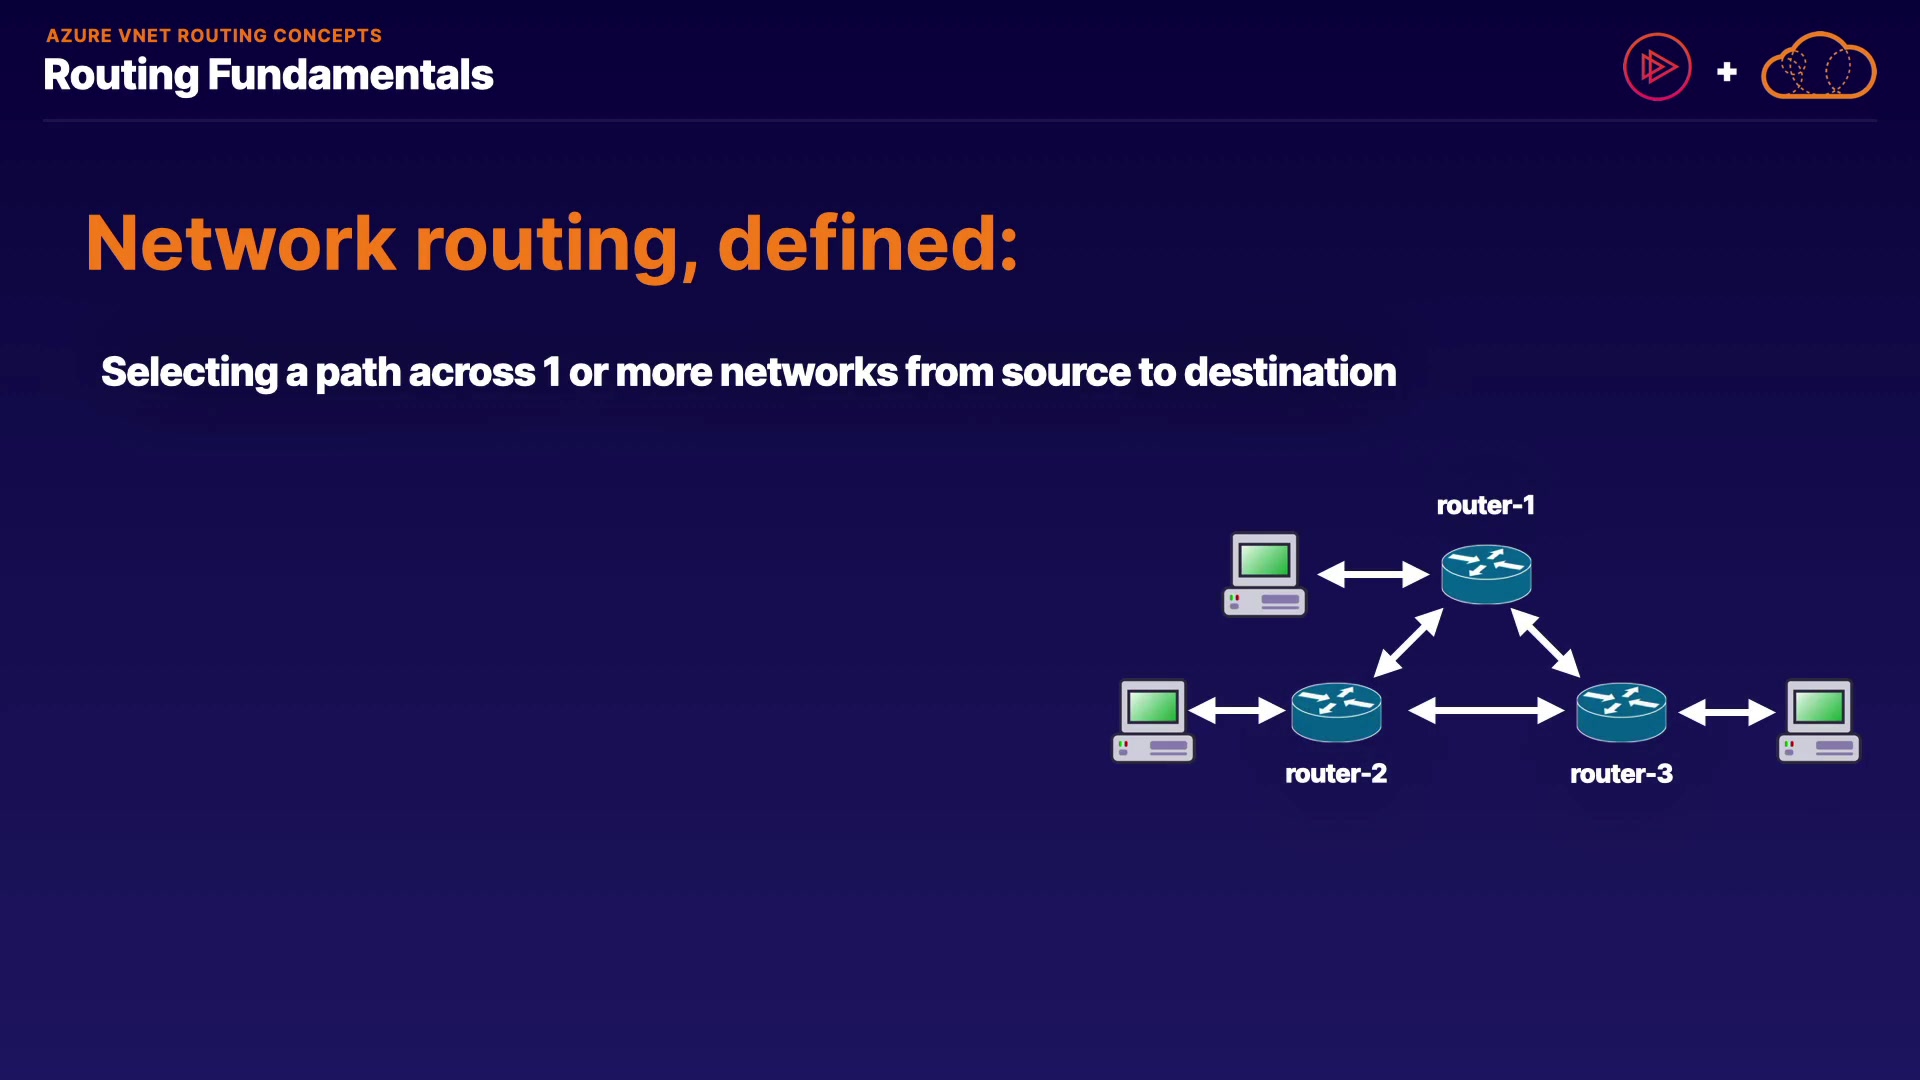 AZURE VNET ROUTING CONCEPTS
Routing Fundamentals
+
Network routing, defined:
Selecting a path across 1 or more networks from source to destination
router-1
router-2
router-3